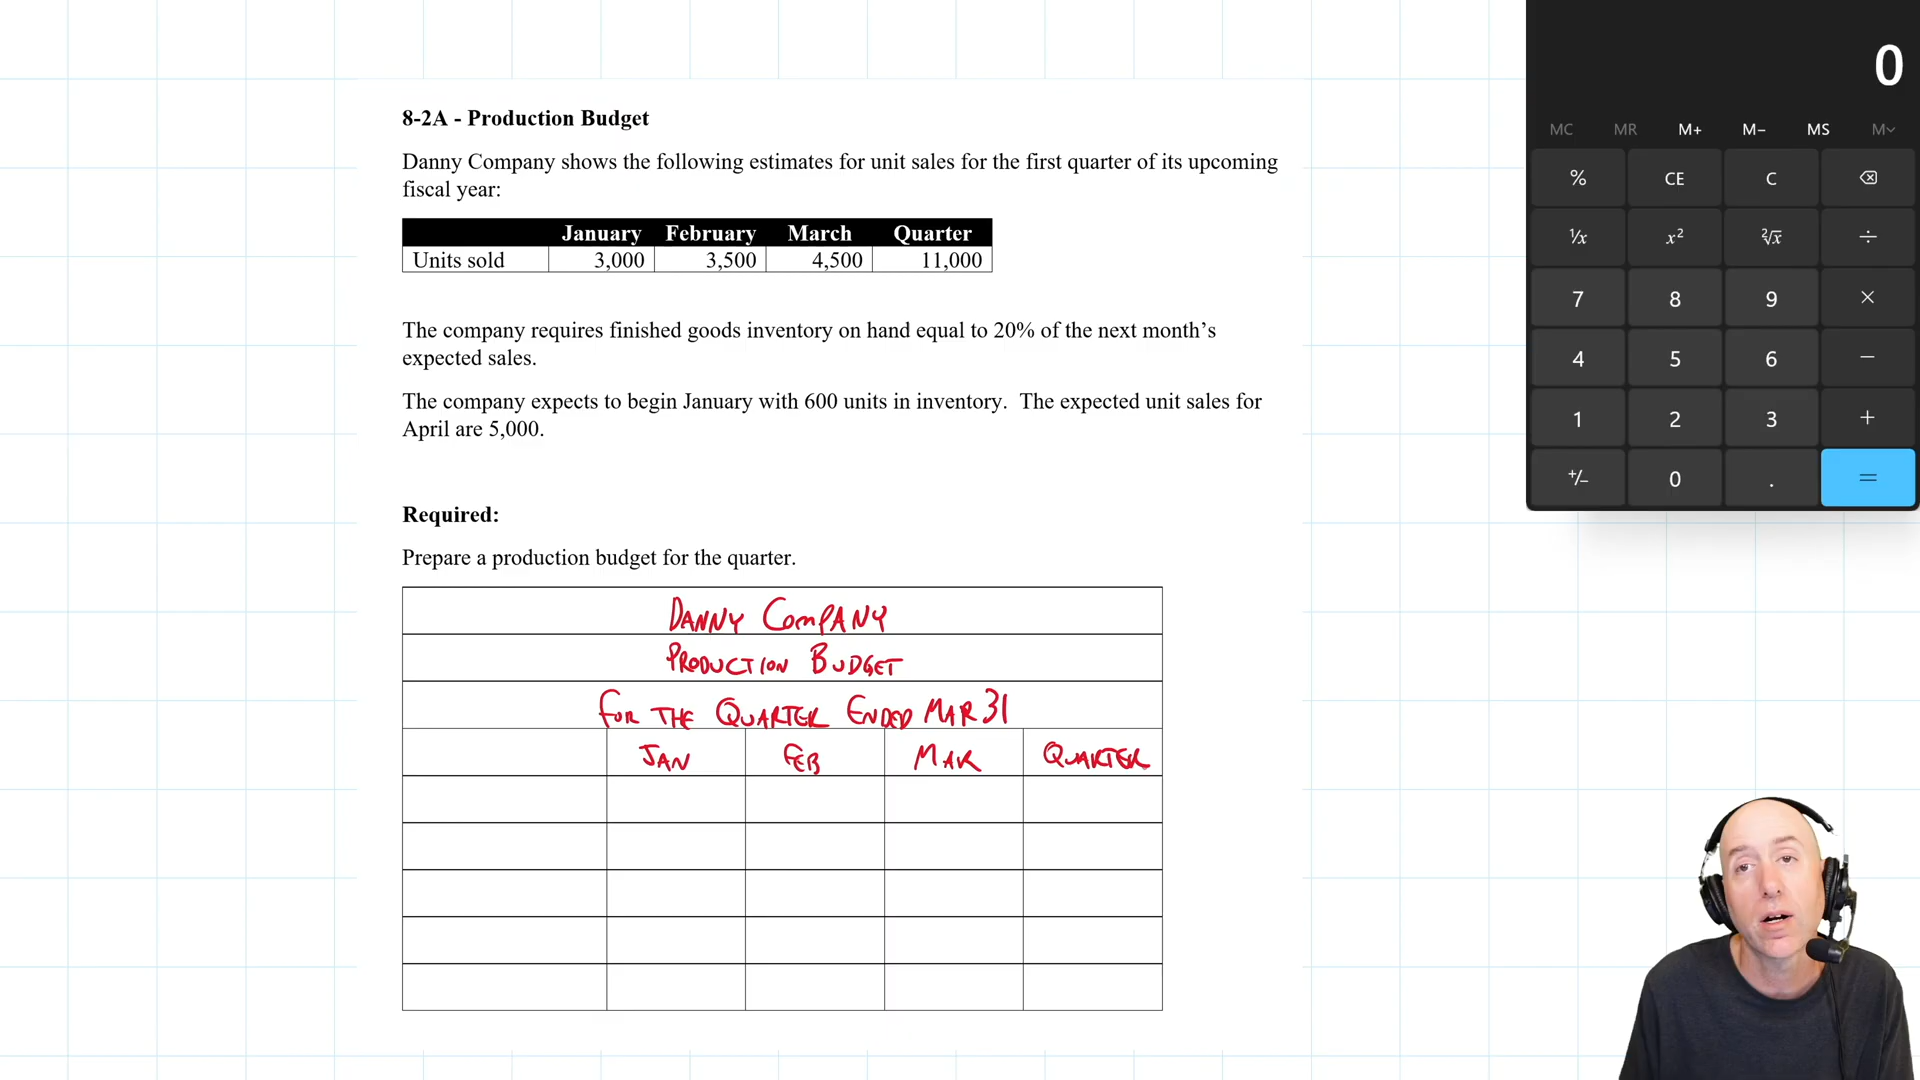 8-2A - Production Budget
Danny Company shows the following estimates for unit sales for the first quarter of its upcoming
fiscal year:
January February March Quarter
Units sold 3,000 3,500 4,500 11,000
The company requires finished goods inventory on hand equal to 20% of the next month’s
expected sales.
The company expects to begin January with 600 units in inventory. The expected unit sales for
April are 5,000.
Required:
Prepare a production budget for the quarter.
DANNY COMPANY
PRODUCTION BUDGET
FOR THE QUARTER ENDED MAR 31
JAN FEB MAR QUARTER
0
MC MR M+ M− MS M˅
% CE C ⌫
¹/x x² ²√x ÷
7 8 9 ×
4 5 6 −
1 2 3 +
+/− 0 . =